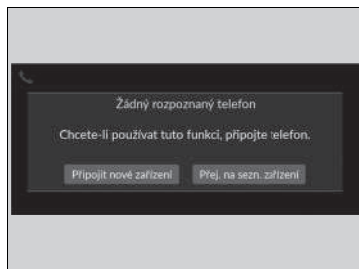 Žádný rozpoznaný telefon
Chcete-li používat tuto funkci, připojte telefon.
Připojit nové zařízení
Přej. na sezn. zařízení